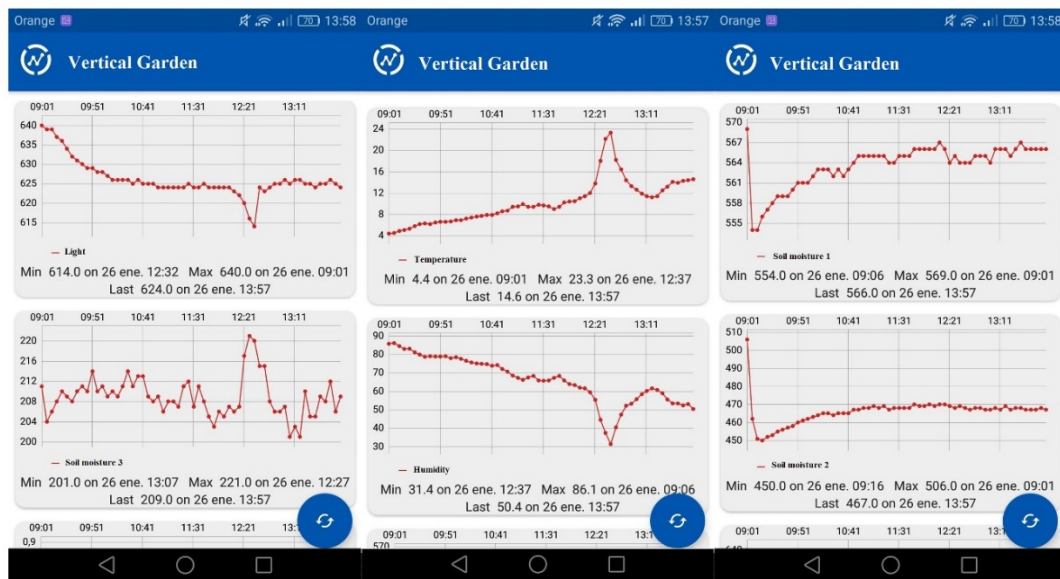 Orange 70 13:58
Vertical Garden
09:01 09:51 10:41 11:31 12:21 13:11
640
635
630
625
620
615
Light
Min 614.0 on 26 ene. 12:32 Max 640.0 on 26 ene. 09:01
Last 624.0 on 26 ene. 13:57
09:01 09:51 10:41 11:31 12:21 13:11
220
216
212
208
204
200
Soil moisture 3
Min 201.0 on 26 ene. 13:07 Max 221.0 on 26 ene. 12:27
Last 209.0 on 26 ene. 13:57
09:01 09:51 10:41 11:31 12:21
0,9
Orange 70 13:57
Vertical Garden
09:01 09:51 10:41 11:31 12:21 13:11
24
20
16
12
8
4
Temperature
Min 4.4 on 26 ene. 09:01 Max 23.3 on 26 ene. 12:37
Last 14.6 on 26 ene. 13:57
09:01 09:51 10:41 11:31 12:21 13:11
90
80
70
60
50
40
30
Humidity
Min 31.4 on 26 ene. 12:37 Max 86.1 on 26 ene. 09:06
Last 50.4 on 26 ene. 13:57
09:01 09:51 10:41 11:31 12:21
570
Orange 70 13:58
Vertical Garden
09:01 09:51 10:41 11:31 12:21 13:11
570
567
564
561
558
555
Soil moisture 1
Min 554.0 on 26 ene. 09:06 Max 569.0 on 26 ene. 09:01
Last 566.0 on 26 ene. 13:57
09:01 09:51 10:41 11:31 12:21 13:11
510
500
490
480
470
460
450
Soil moisture 2
Min 450.0 on 26 ene. 09:16 Max 506.0 on 26 ene. 09:01
Last 467.0 on 26 ene. 13:57
09:01 09:51 10:41 11:31 12:21
640